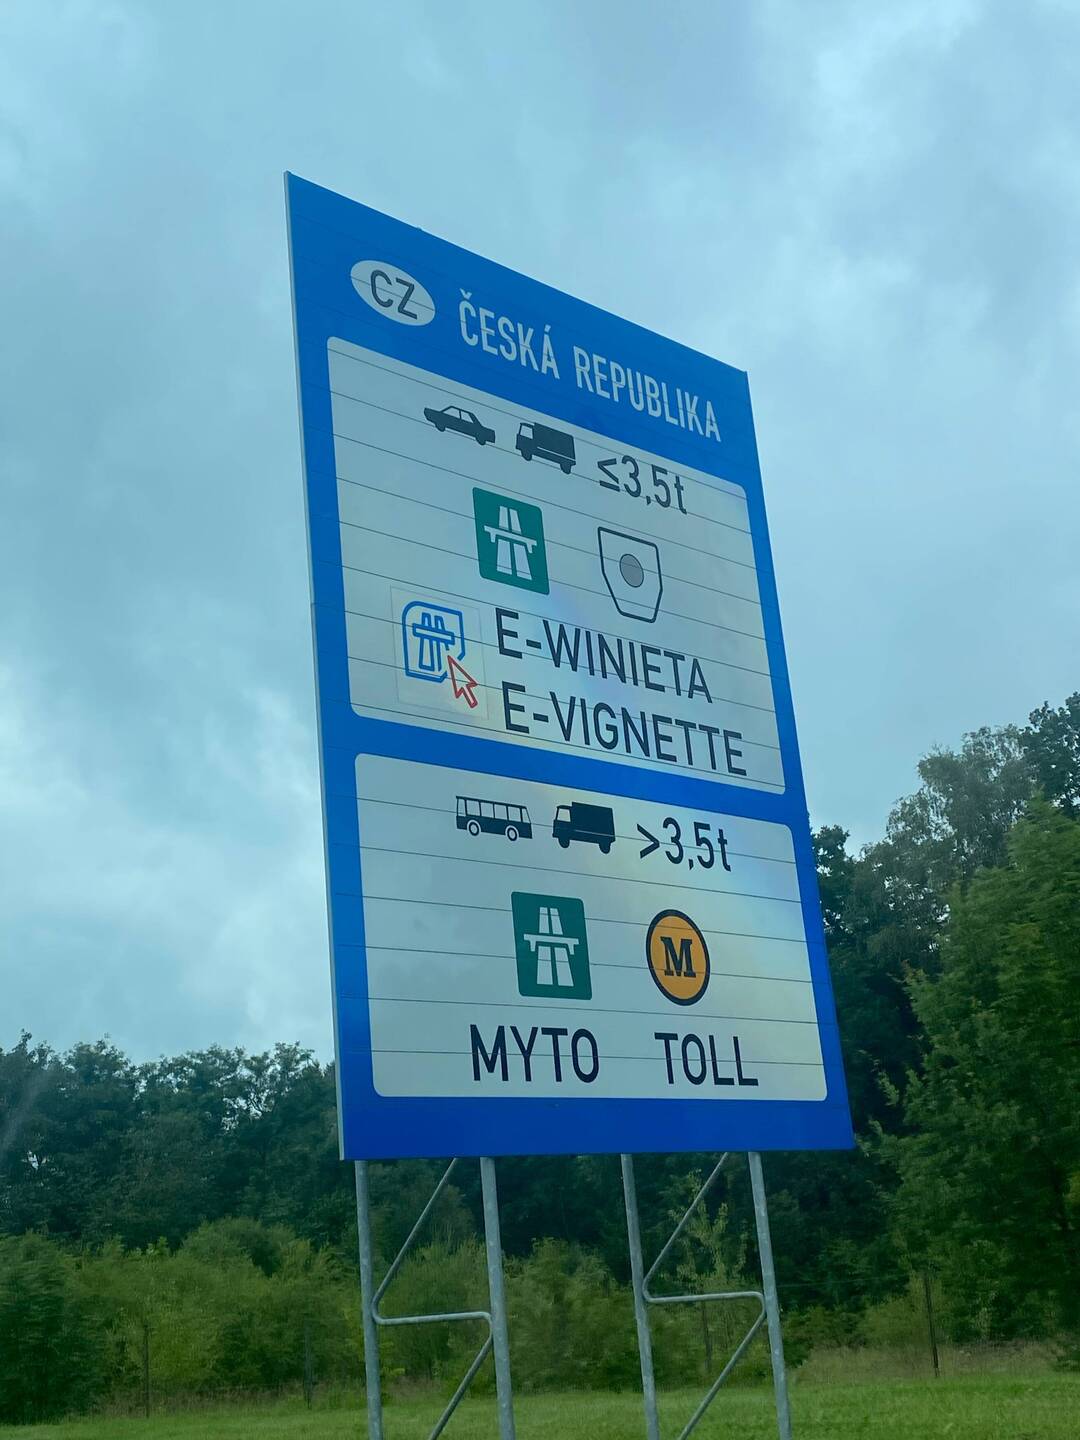 CZ ČESKÁ REPUBLIKA
≤3,5t
E-WINIETA
E-VIGNETTE
>3,5t
M
MYTO TOLL